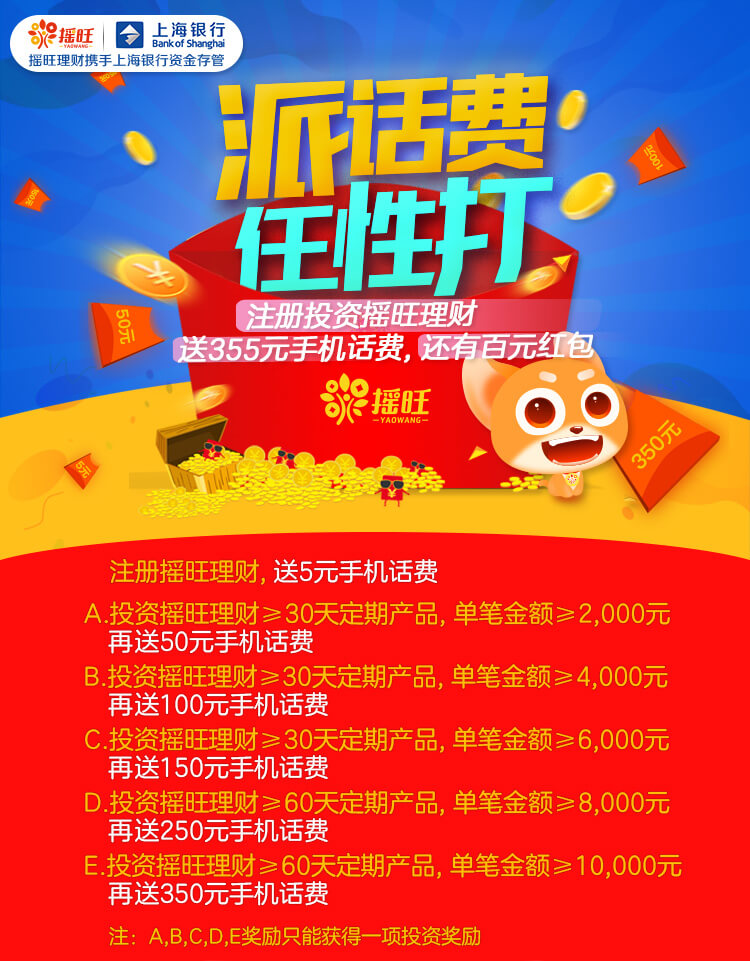 摇旺
YAOWANG
上海银行
Bank of Shanghai
摇旺理财携手上海银行资金存管
派话费
任性打
注册投资摇旺理财
送355元手机话费, 还有百元红包
100元
50元
摇旺
YAOWANG
350元
5元
注册摇旺理财, 送5元手机话费
A.投资摇旺理财≥30天定期产品, 单笔金额≥2,000元
再送50元手机话费
B.投资摇旺理财≥30天定期产品, 单笔金额≥4,000元
再送100元手机话费
C.投资摇旺理财≥30天定期产品, 单笔金额≥6,000元
再送150元手机话费
D.投资摇旺理财≥60天定期产品, 单笔金额≥8,000元
再送250元手机话费
E.投资摇旺理财≥60天定期产品, 单笔金额≥10,000元
再送350元手机话费
注：A,B,C,D,E奖励只能获得一项投资奖励